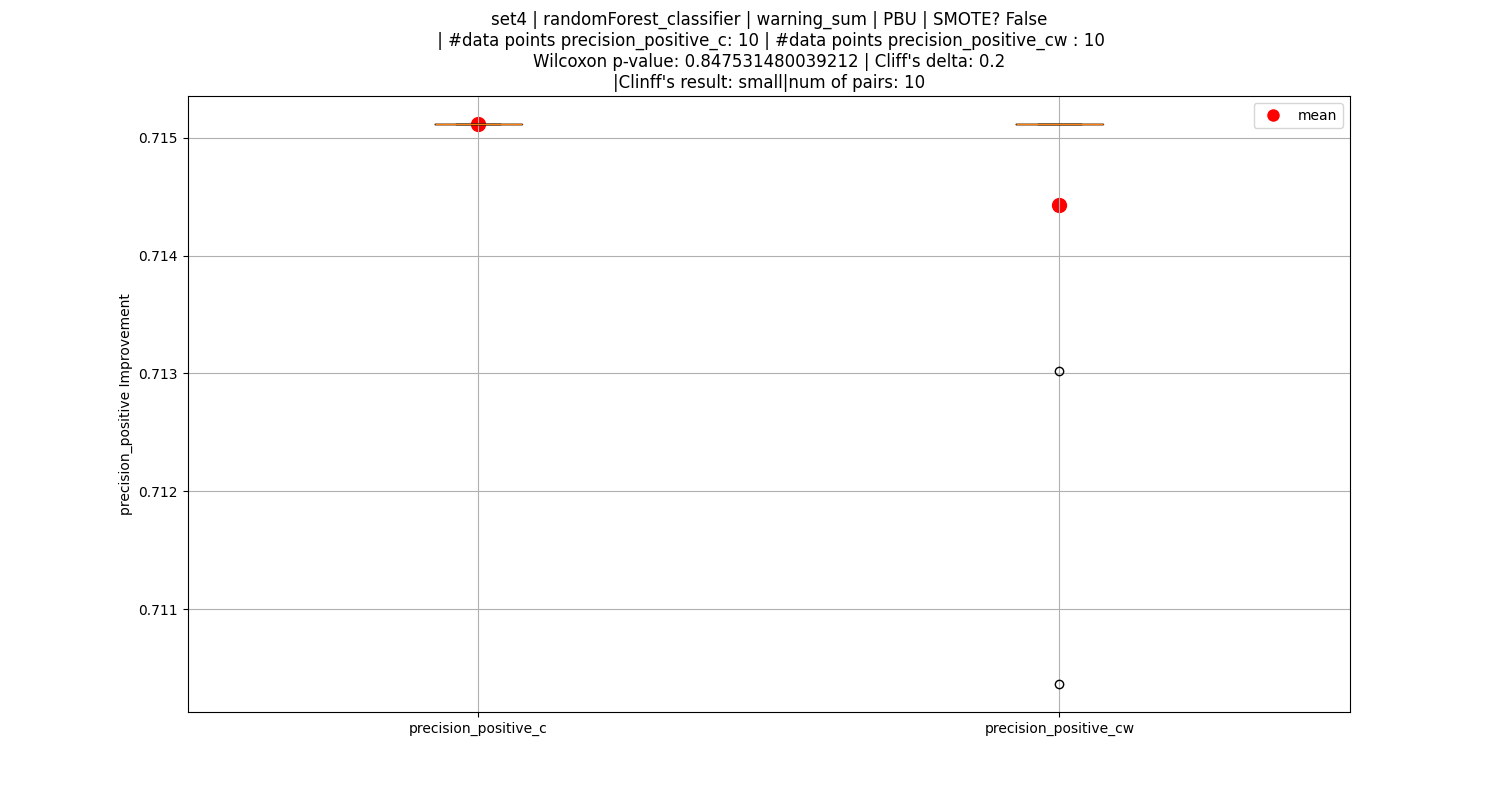 set4 | randomForest_classifier | warning_sum | PBU | SMOTE? False
| #data points precision_positive_c: 10 | #data points precision_positive_cw : 10
Wilcoxon p-value: 0.847531480039212 | Cliff's delta: 0.2
|Clinff's result: small|num of pairs: 10
mean
0.715
0.714
0.713
0.712
0.711
precision_positive Improvement
precision_positive_c
precision_positive_cw